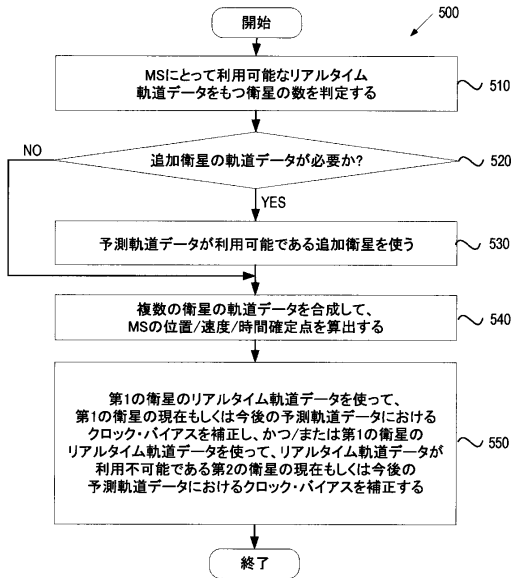 開始
500
MSにとって利用可能なリアルタイム
軌道データをもつ衛星の数を判定する
510
NO
追加衛星の軌道データが必要か?
520
YES
予測軌道データが利用可能である追加衛星を使う
530
複数の衛星の軌道データを合成して、
MSの位置/速度/時間確定点を算出する
540
第1の衛星のリアルタイム軌道データを使って、
第1の衛星の現在もしくは今後の予測軌道データにおける
クロック・バイアスを補正し、かつ/または第1の衛星の
リアルタイム軌道データを使って、リアルタイム軌道データが
利用不可能である第2の衛星の現在もしくは今後の
予測軌道データにおけるクロック・バイアスを補正する
550
終了